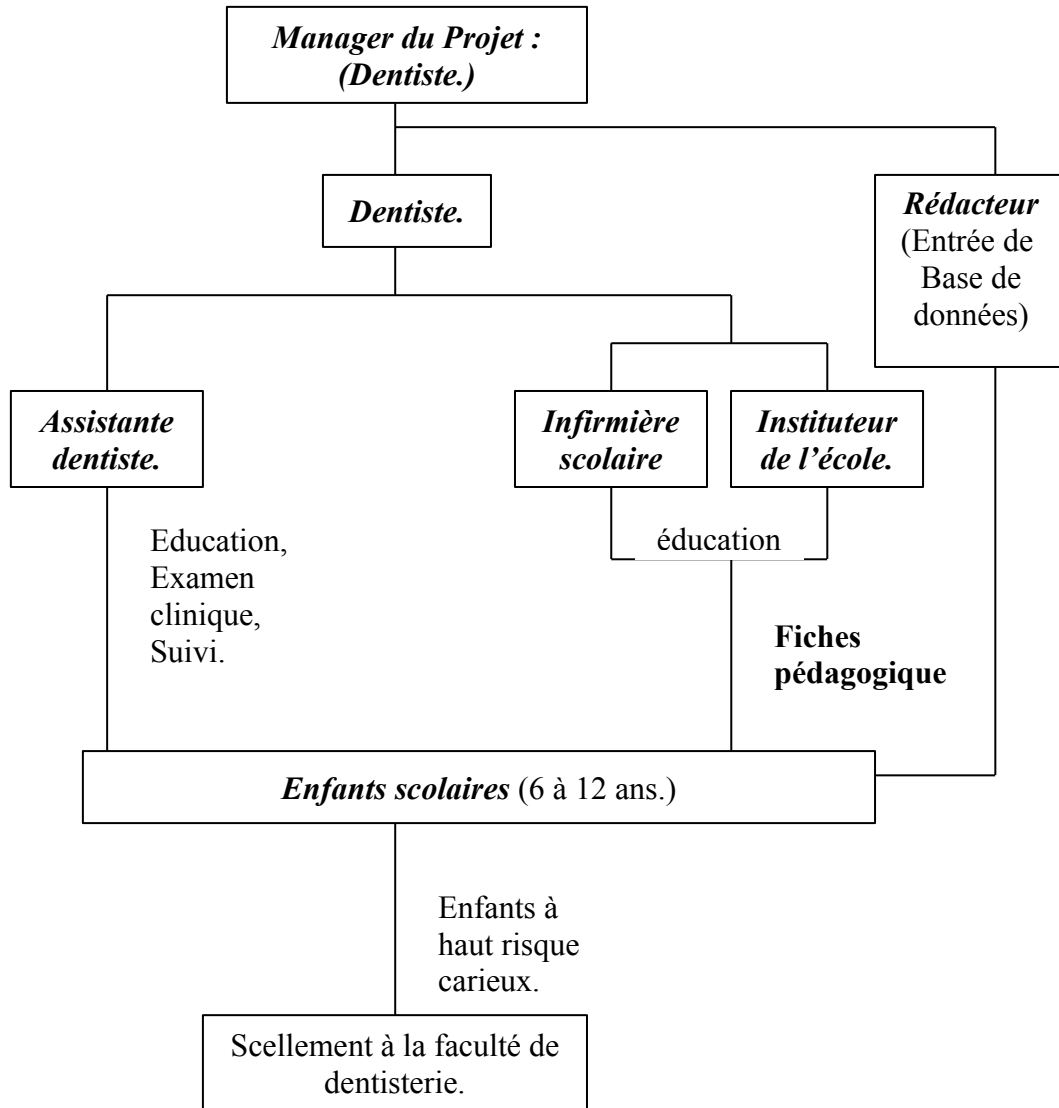 Manager du Projet :
(Dentiste.)
Dentiste.
Rédacteur
(Entrée de
Base de
données)
Assistante
dentiste.
Infirmière
scolaire
Instituteur
de l’école.
Education,
Examen
clinique,
Suivi.
éducation
Fiches
pédagogique
Enfants scolaires (6 à 12 ans.)
Enfants à
haut risque
carieux.
Scellement à la faculté de
dentisterie.